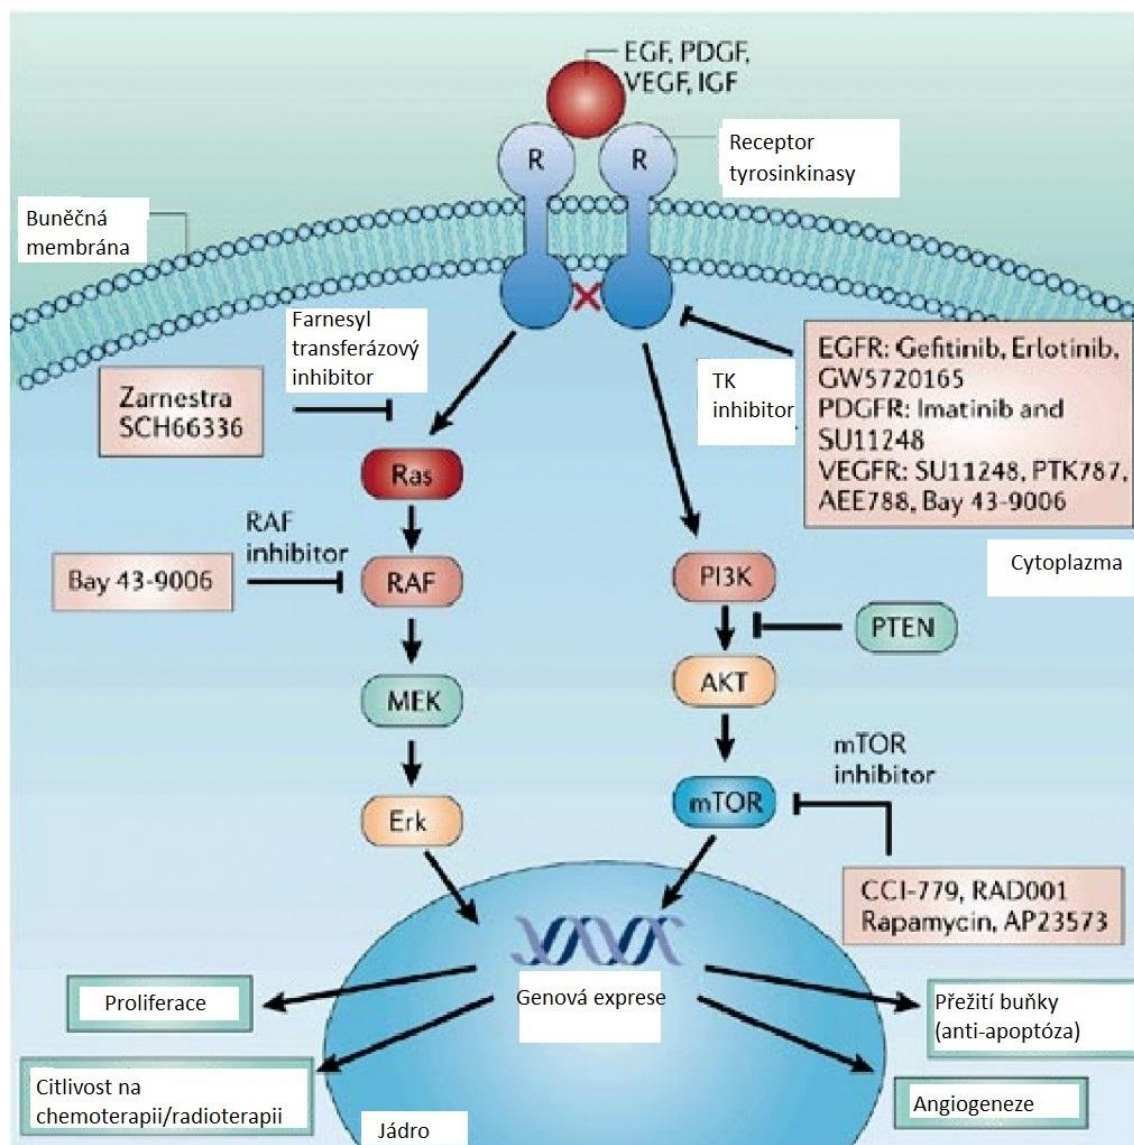 EGF, PDGF,
VEGF, IGF
R
R
Receptor
tyrosinkinasy
Buněčná
membrána
Farnesyl
transferázový
inhibitor
Zarnestra
SCH66336
TK
inhibitor
EGFR: Gefitinib, Erlotinib,
GW5720165
PDGFR: Imatinib and
SU11248
VEGFR: SU11248, PTK787,
AEE788, Bay 43-9006
Ras
RAF
inhibitor
Bay 43-9006
RAF
PI3K
Cytoplazma
PTEN
MEK
AKT
mTOR
inhibitor
Erk
mTOR
CCI-779, RAD001
Rapamycin, AP23573
Genová exprese
Proliferace
Přežití buňky
(anti-apoptóza)
Citlivost na
chemoterapii/radioterapii
Angiogeneze
Jádro